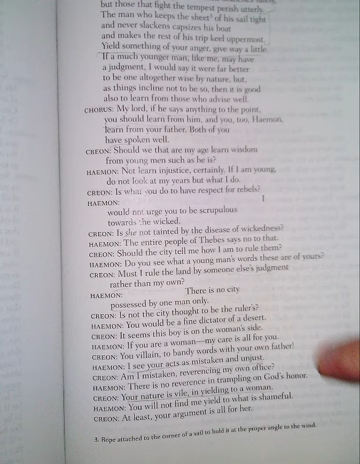 but those that fight the tempest perish utterly.
The man who keeps the sheet³ of his sail tight
and never slackens capsizes his boat
and makes the rest of his trip keel uppermost.
Yield something of your anger, give way a little.
If a much younger man, like me, may have
a judgment, I would say it were far better
to be one altogether wise by nature, but,
as things incline not to be so, then it is good
also to learn from those who advise well.
CHORUS: My lord, if he says anything to the point,
you should learn from him, and you, too, Haemon,
learn from your father. Both of you
have spoken well.
CREON: Should we that are my age learn wisdom
from young men such as he is?
HAEMON: Not learn injustice, certainly. If I am young,
do not look at my years but what I do.
CREON: Is what you do to have respect for rebels?
HAEMON: I
would not urge you to be scrupulous
towards the wicked.
CREON: Is she not tainted by the disease of wickedness?
HAEMON: The entire people of Thebes says no to that.
CREON: Should the city tell me how I am to rule them?
HAEMON: Do you see what a young man's words these are of yours?
CREON: Must I rule the land by someone else's judgment
rather than my own?
HAEMON: There is no city
possessed by one man only.
CREON: Is not the city thought to be the ruler's?
HAEMON: You would be a fine dictator of a desert.
CREON: It seems this boy is on the woman's side.
HAEMON: If you are a woman—my care is all for you.
CREON: You villain, to bandy words with your own father!
HAEMON: I see your acts as mistaken and unjust.
CREON: Am I mistaken, reverencing my own office?
HAEMON: There is no reverence in trampling on God's honor.
CREON: Your nature is vile, in yielding to a woman.
HAEMON: You will not find me yield to what is shameful.
CREON: At least, your argument is all for her.
3. Rope attached to the corner of a sail to hold it at the proper angle to the wind.